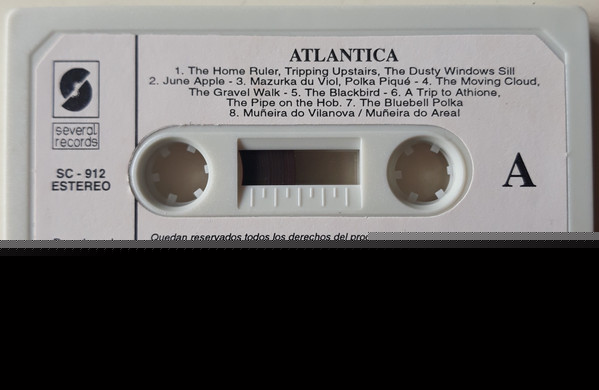 ATLANTICA
1. The Home Ruler, Tripping Upstairs, The Dusty Windows Sill
2. June Apple - 3. Mazurka du Viol, Polka Piqué - 4. The Moving Cloud,
The Gravel Walk - 5. The Blackbird - 6. A Trip to Athione,
The Pipe on the Hob. 7. The Bluebell Polka
8. Muñeira do Vilanova / Muñeira do Areal
several
records
SC - 912
ESTEREO
A
Quedan reservados todos los derechos del